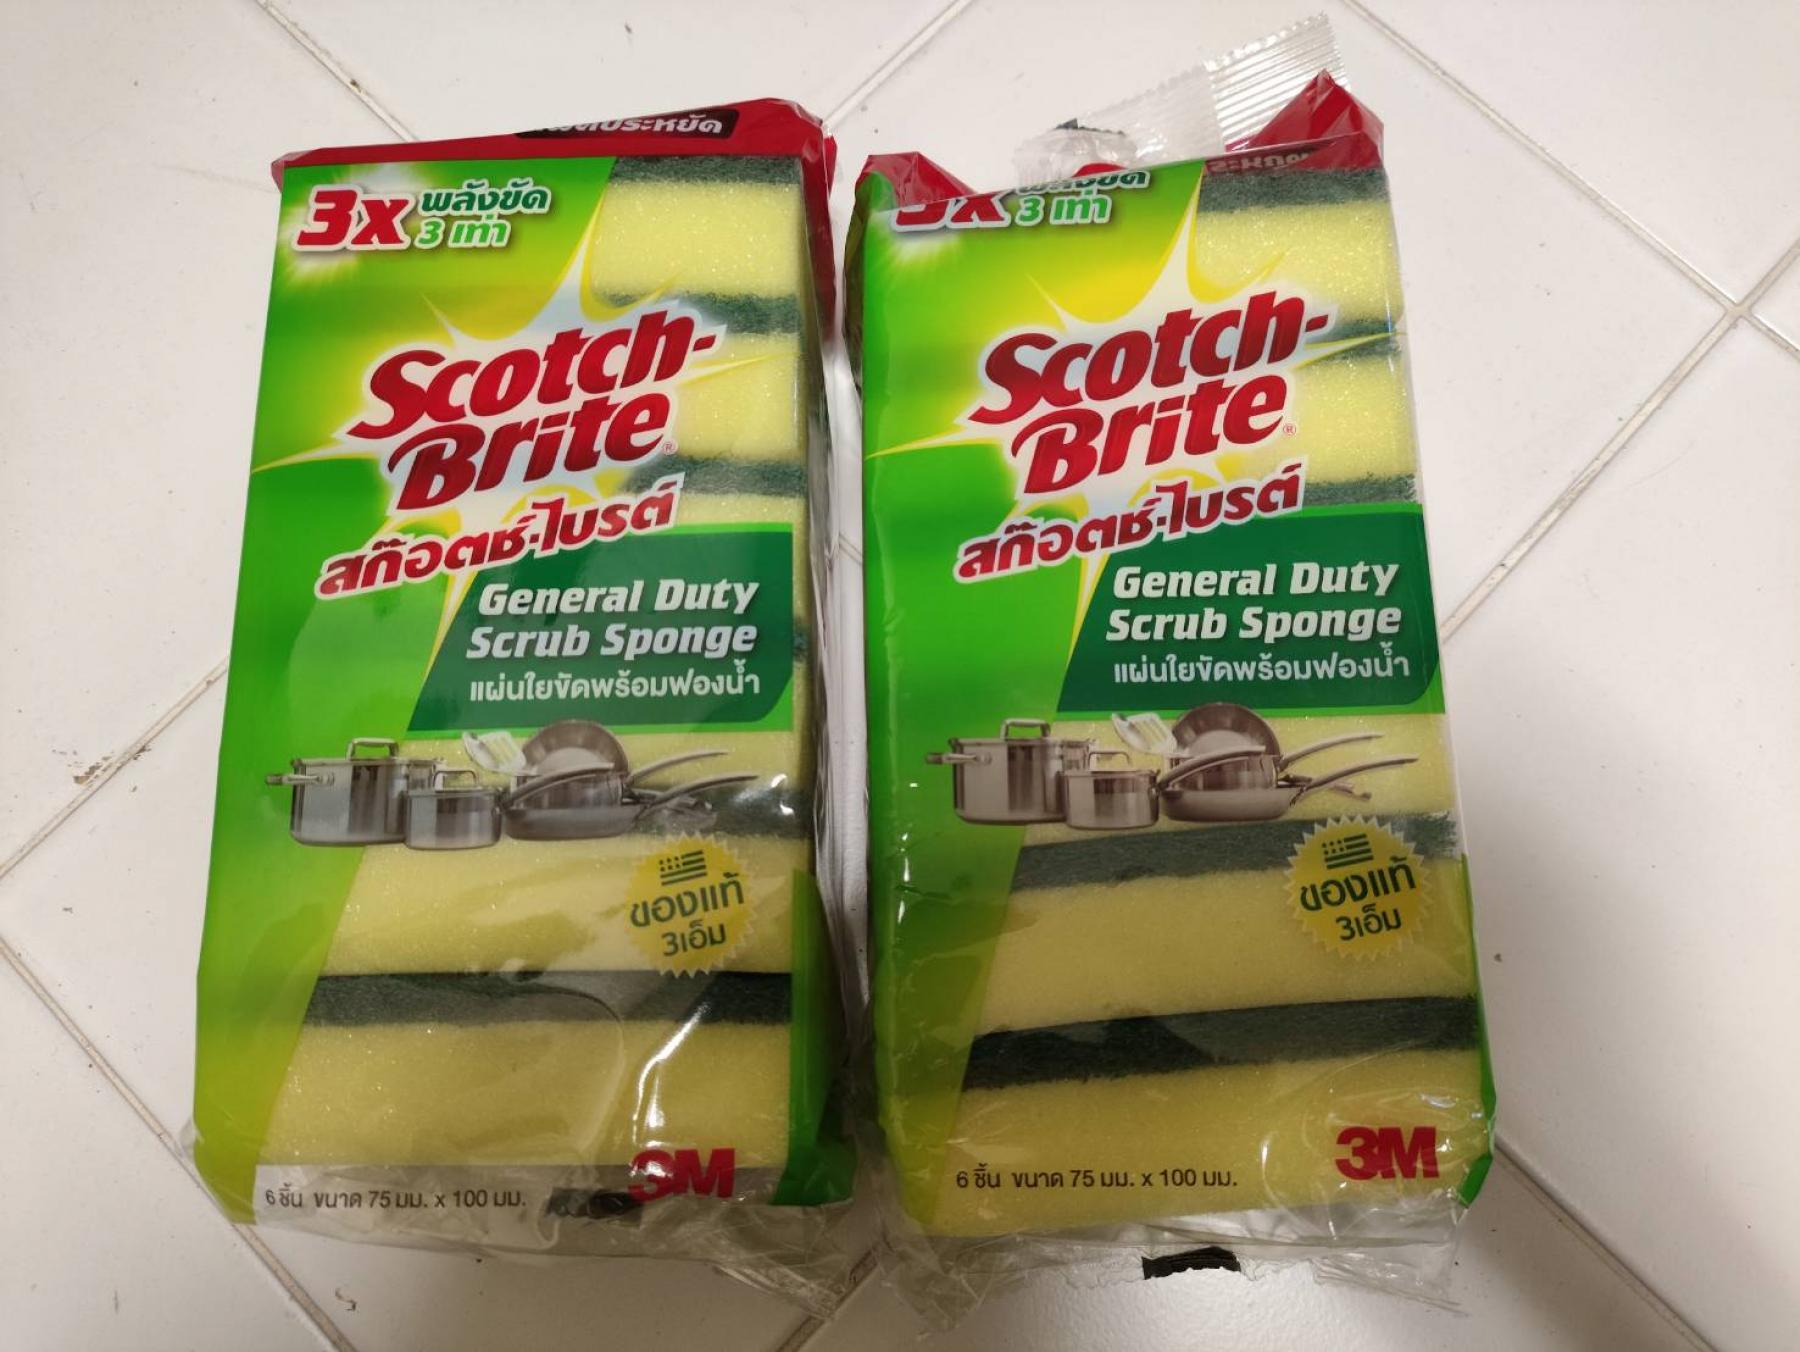 3x พลังขัด
3 เท่า
Scotch-
Brite®
สก๊อตช์-ไบรต์
General Duty
Scrub Sponge
แผ่นใยขัดพร้อมฟองน้ำ
ของแท้
3เอ็ม
3M
6 ชิ้น ขนาด 75 มม. x 100 มม.
3x พลังขัด
3 เท่า
Scotch-
Brite®
สก๊อตช์-ไบรต์
General Duty
Scrub Sponge
แผ่นใยขัดพร้อมฟองน้ำ
ของแท้
3เอ็ม
3M
6 ชิ้น ขนาด 75 มม. x 100 มม.